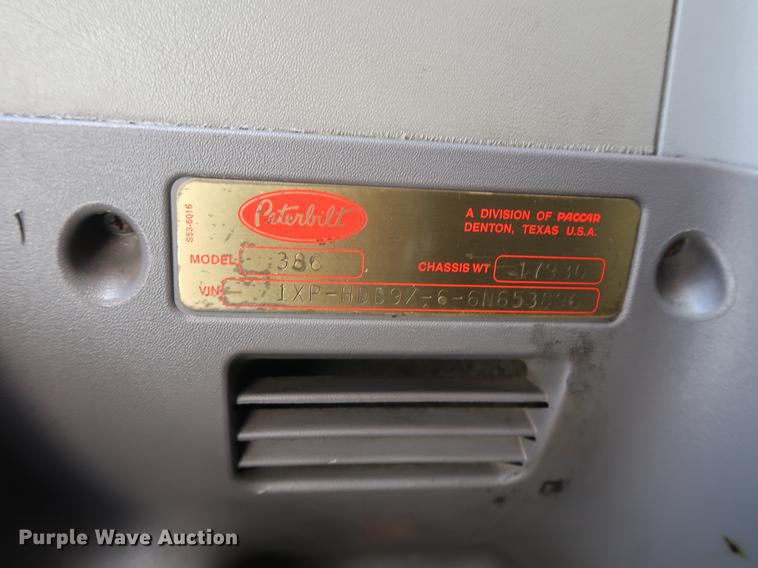 S53-6016
Peterbilt
A DIVISION OF PACCAR
DENTON, TEXAS U.S.A.
MODEL 386
CHASSIS WT
VIN
Purple Wave Auction